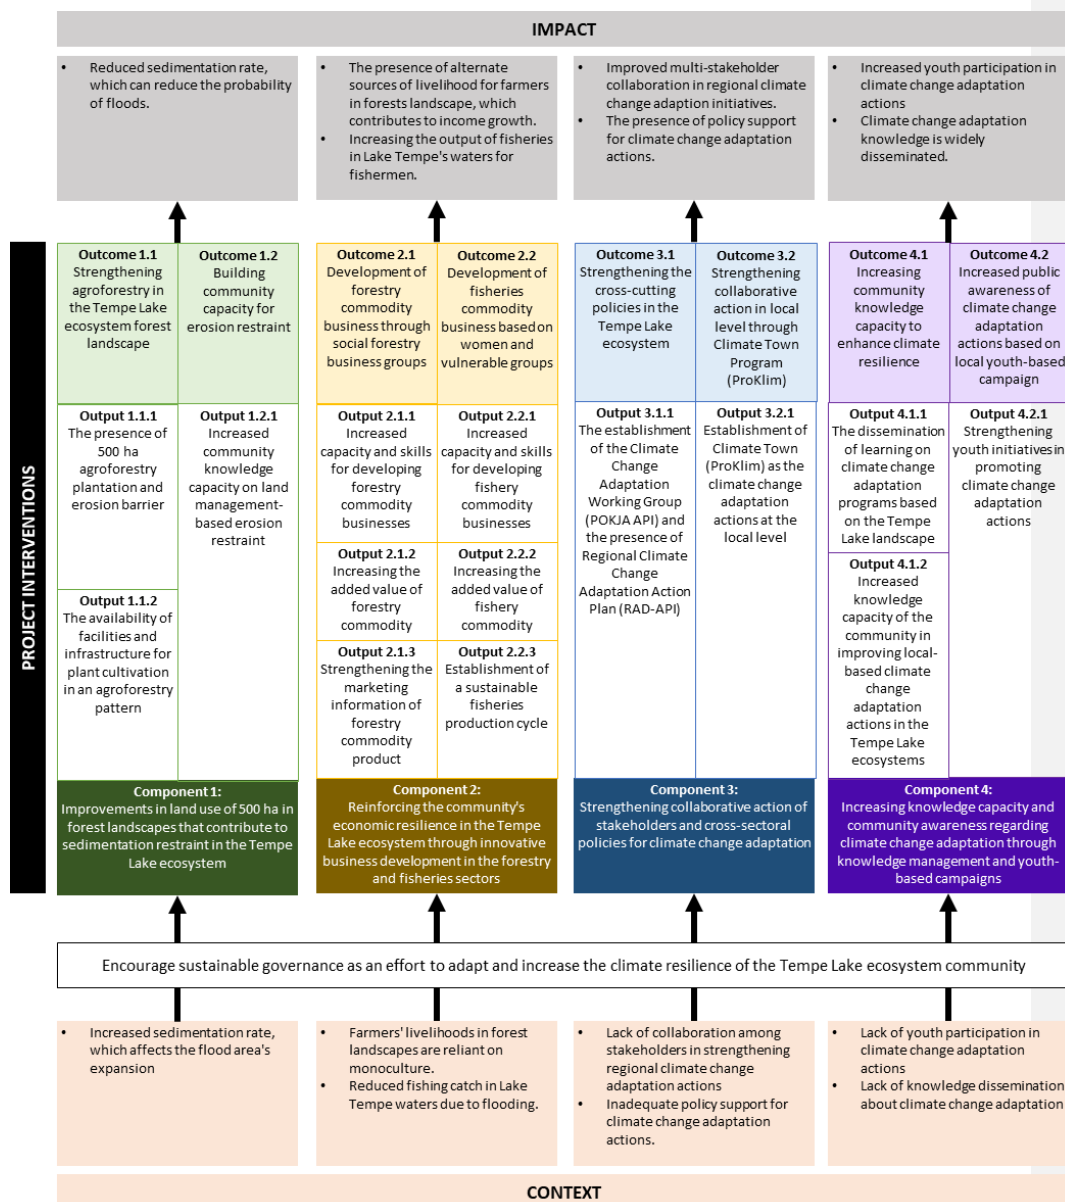 IMPACT
• Reduced sedimentation rate,
which can reduce the probability
of floods.
• The presence of alternate
sources of livelihood for farmers
in forests landscape, which
contributes to income growth.
• Increasing the output of fisheries
in Lake Tempe's waters for
fishermen.
• Improved multi-stakeholder
collaboration in regional climate
change adaption initiatives.
• The presence of policy support
for climate change adaptation
actions.
• Increased youth participation in
climate change adaptation
actions
• Climate change adaptation
knowledge is widely
disseminated.
PROJECT INTERVENTIONS
Outcome 1.1
Strengthening
agroforestry in
the Tempe Lake
ecosystem forest
landscape
Outcome 1.2
Building
community
capacity for
erosion restraint
Outcome 2.1
Development of
forestry
commodity
business through
social forestry
business groups
Outcome 2.2
Development of
fisheries
commodity
business based on
women and
vulnerable groups
Outcome 3.1
Strengthening the
cross-cutting
policies in the
Tempe Lake
ecosystem
Outcome 3.2
Strengthening
collaborative
action in local
level through
Climate Town
Program
(ProKlim)
Outcome 4.1
Increasing
community
knowledge
capacity to
enhance climate
resilience
Outcome 4.2
Increased public
awareness of
climate change
adaptation
actions based on
local youth-based
campaign
Output 1.1.1
The presence of
500 ha
agroforestry
plantation and
erosion barrier
Output 1.1.2
The availability of
facilities and
infrastructure for
plant cultivation
in an agroforestry
pattern
Output 1.2.1
Increased
community
knowledge
capacity on land
management-
based erosion
restraint
Output 2.1.1
Increased
capacity and skills
for developing
forestry
commodity
businesses
Output 2.1.2
Increasing the
added value of
forestry
commodity
Output 2.1.3
Strengthening the
marketing
information of
forestry
commodity
product
Output 2.2.1
Increased
capacity and skills
for developing
fishery
commodity
businesses
Output 2.2.2
Increasing the
added value of
fishery
commodity
Output 2.2.3
Establishment of
a sustainable
fisheries
production cycle
Output 3.1.1
The establishment
of the Climate
Change
Adaptation
Working Group
(POKJA API) and
the presence of
Regional Climate
Change
Adaptation Action
Plan (RAD-API)
Output 3.2.1
Establishment of
Climate Town
(ProKlim) as the
climate change
adaptation
actions at the
local level
Output 4.1.1
The dissemination
of learning on
climate change
adaptation
programs based
on the Tempe
Lake landscape
Output 4.1.2
Increased
knowledge
capacity of the
community in
improving local-
based climate
change
adaptation
actions in the
Tempe Lake
ecosystems
Output 4.2.1
Strengthening
youth initiatives in
promoting
climate change
adaptation
actions
Component 1:
Improvements in land use of 500 ha in
forest landscapes that contribute to
sedimentation restraint in the Tempe
Lake ecosystem
Component 2:
Reinforcing the community's
economic resilience in the Tempe
Lake ecosystem through innovative
business development in the forestry
and fisheries sectors
Component 3:
Strengthening collaborative action of
stakeholders and cross-sectoral
policies for climate change adaptation
Component 4:
Increasing knowledge capacity and
community awareness regarding
climate change adaptation through
knowledge management and youth-
based campaigns
Encourage sustainable governance as an effort to adapt and increase the climate resilience of the Tempe Lake ecosystem community
• Increased sedimentation rate,
which affects the flood area's
expansion
• Farmers' livelihoods in forest
landscapes are reliant on
monoculture.
• Reduced fishing catch in Lake
Tempe waters due to flooding.
• Lack of collaboration among
stakeholders in strengthening
regional climate change
adaptation actions
• Inadequate policy support for
climate change adaptation
actions.
• Lack of youth participation in
climate change adaptation
actions
• Lack of knowledge dissemination
about climate change adaptation
CONTEXT